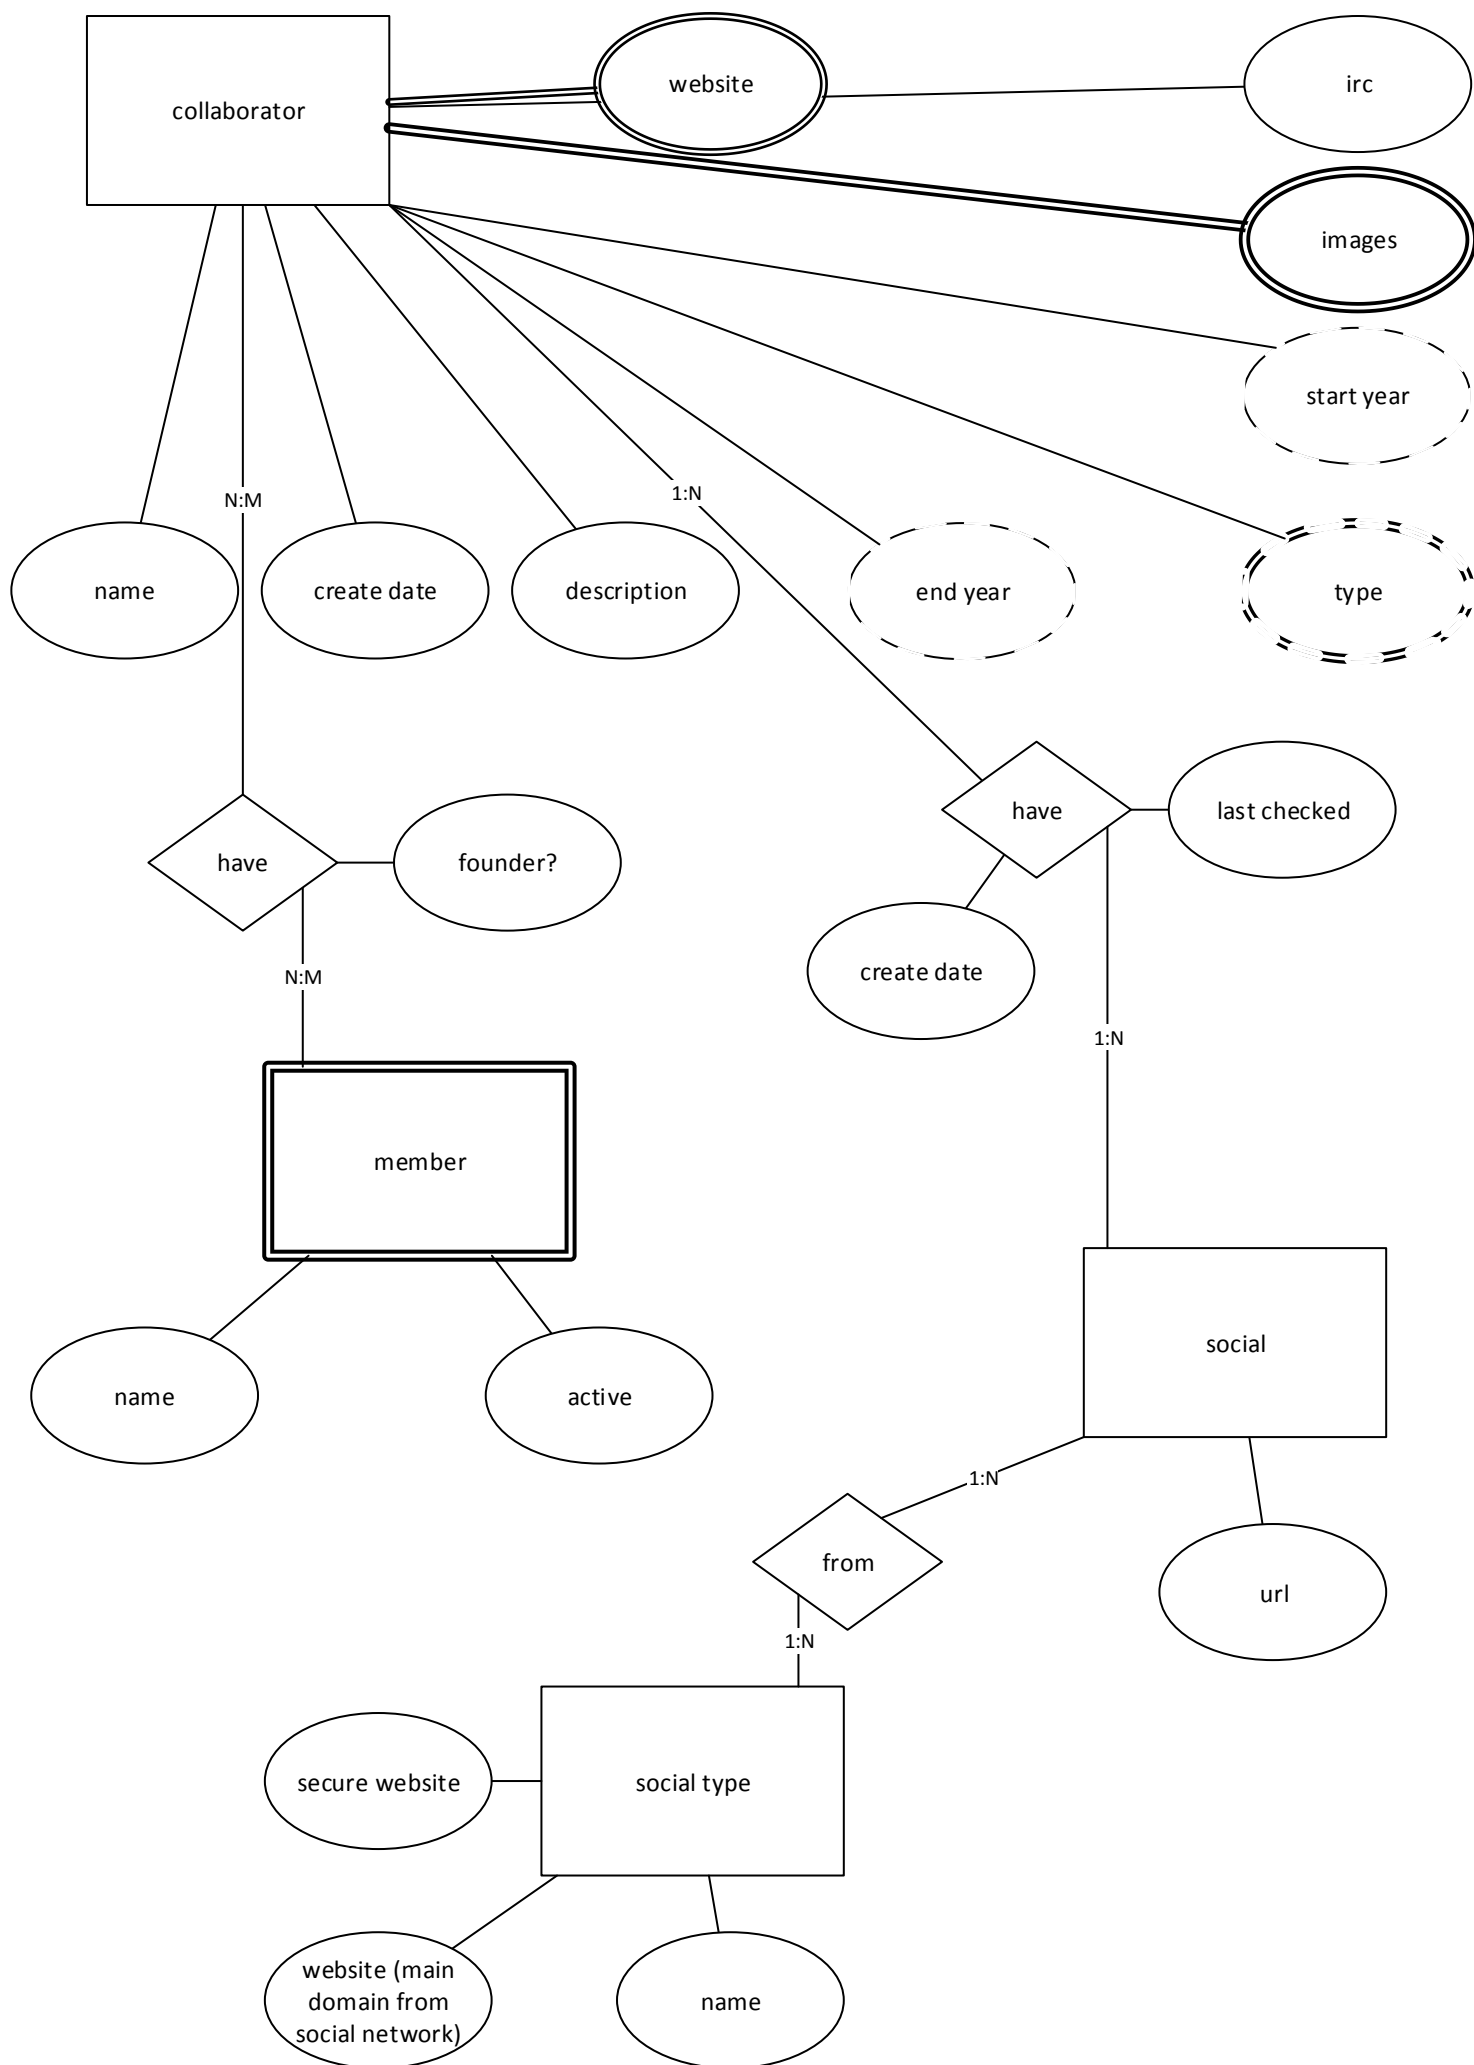 collaborator
website
irc
images
start year
N:M
1:N
name
create date
description
end year
type
have
last checked
have
founder?
create date
N:M
1:N
member
social
name
active
1:N
from
url
1:N
secure website
social type
website (main
domain from
social network)
name